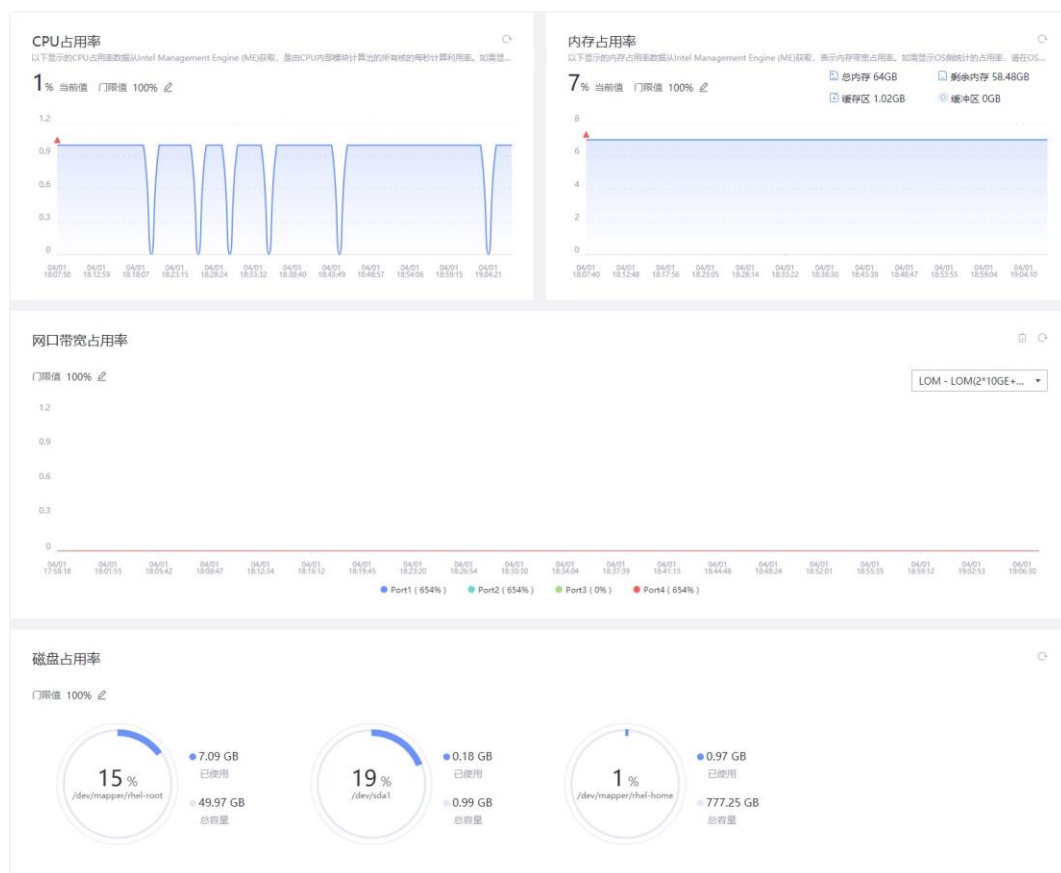 CPU占用率
以下显示的CPU占用率数据从Intel Management Engine (ME)获取，是由CPU内部模块计算出的所有核的每秒计算利用率。如需显...
1% 当前值 门限值 100%
1.2
0.9
0.6
0.3
0
04/01 04/01 04/01 04/01 04/01 04/01 04/01 04/01 04/01 04/01 04/01 04/01
18:07:50 18:12:59 18:18:07 18:23:15 18:28:24 18:33:32 18:38:40 18:43:49 18:48:57 18:54:06 18:59:15 19:04:21
内存占用率
以下显示的内存占用率数据从Intel Management Engine (ME)获取，表示内存带宽占用率。如需显示OS侧统计的占用率，请在OS...
7% 当前值 门限值 100%
总内存 64GB 剩余内存 58.48GB
缓存区 1.02GB 缓冲区 0GB
8
6
4
2
0
04/01 04/01 04/01 04/01 04/01 04/01 04/01 04/01 04/01 04/01 04/01 04/01
18:07:40 18:12:48 18:17:56 18:23:05 18:28:14 18:33:22 18:38:30 18:43:39 18:48:47 18:53:55 18:59:04 19:04:10
网口带宽占用率
门限值 100%
LOM - LOM(2*10GE+...
1.2
0.9
0.6
0.3
0
04/01 04/01 04/01 04/01 04/01 04/01 04/01 04/01 04/01 04/01 04/01 04/01 04/01 04/01 04/01 04/01 04/01 04/01 04/01 04/01
17:58:18 18:01:55 18:05:42 18:08:47 18:12:34 18:16:12 18:19:45 18:23:20 18:26:54 18:30:30 18:34:04 18:37:39 18:41:13 18:44:48 18:48:24 18:52:01 18:55:35 18:59:12 19:02:53 19:06:30
Port1 ( 654% ) Port2 ( 654% ) Port3 ( 0% ) Port4 ( 654% )
磁盘占用率
门限值 100%
15 %
/dev/mapper/rhel-root
7.09 GB
已使用
49.97 GB
总容量
19 %
/dev/sda1
0.18 GB
已使用
0.99 GB
总容量
1 %
/dev/mapper/rhel-home
0.97 GB
已使用
777.25 GB
总容量